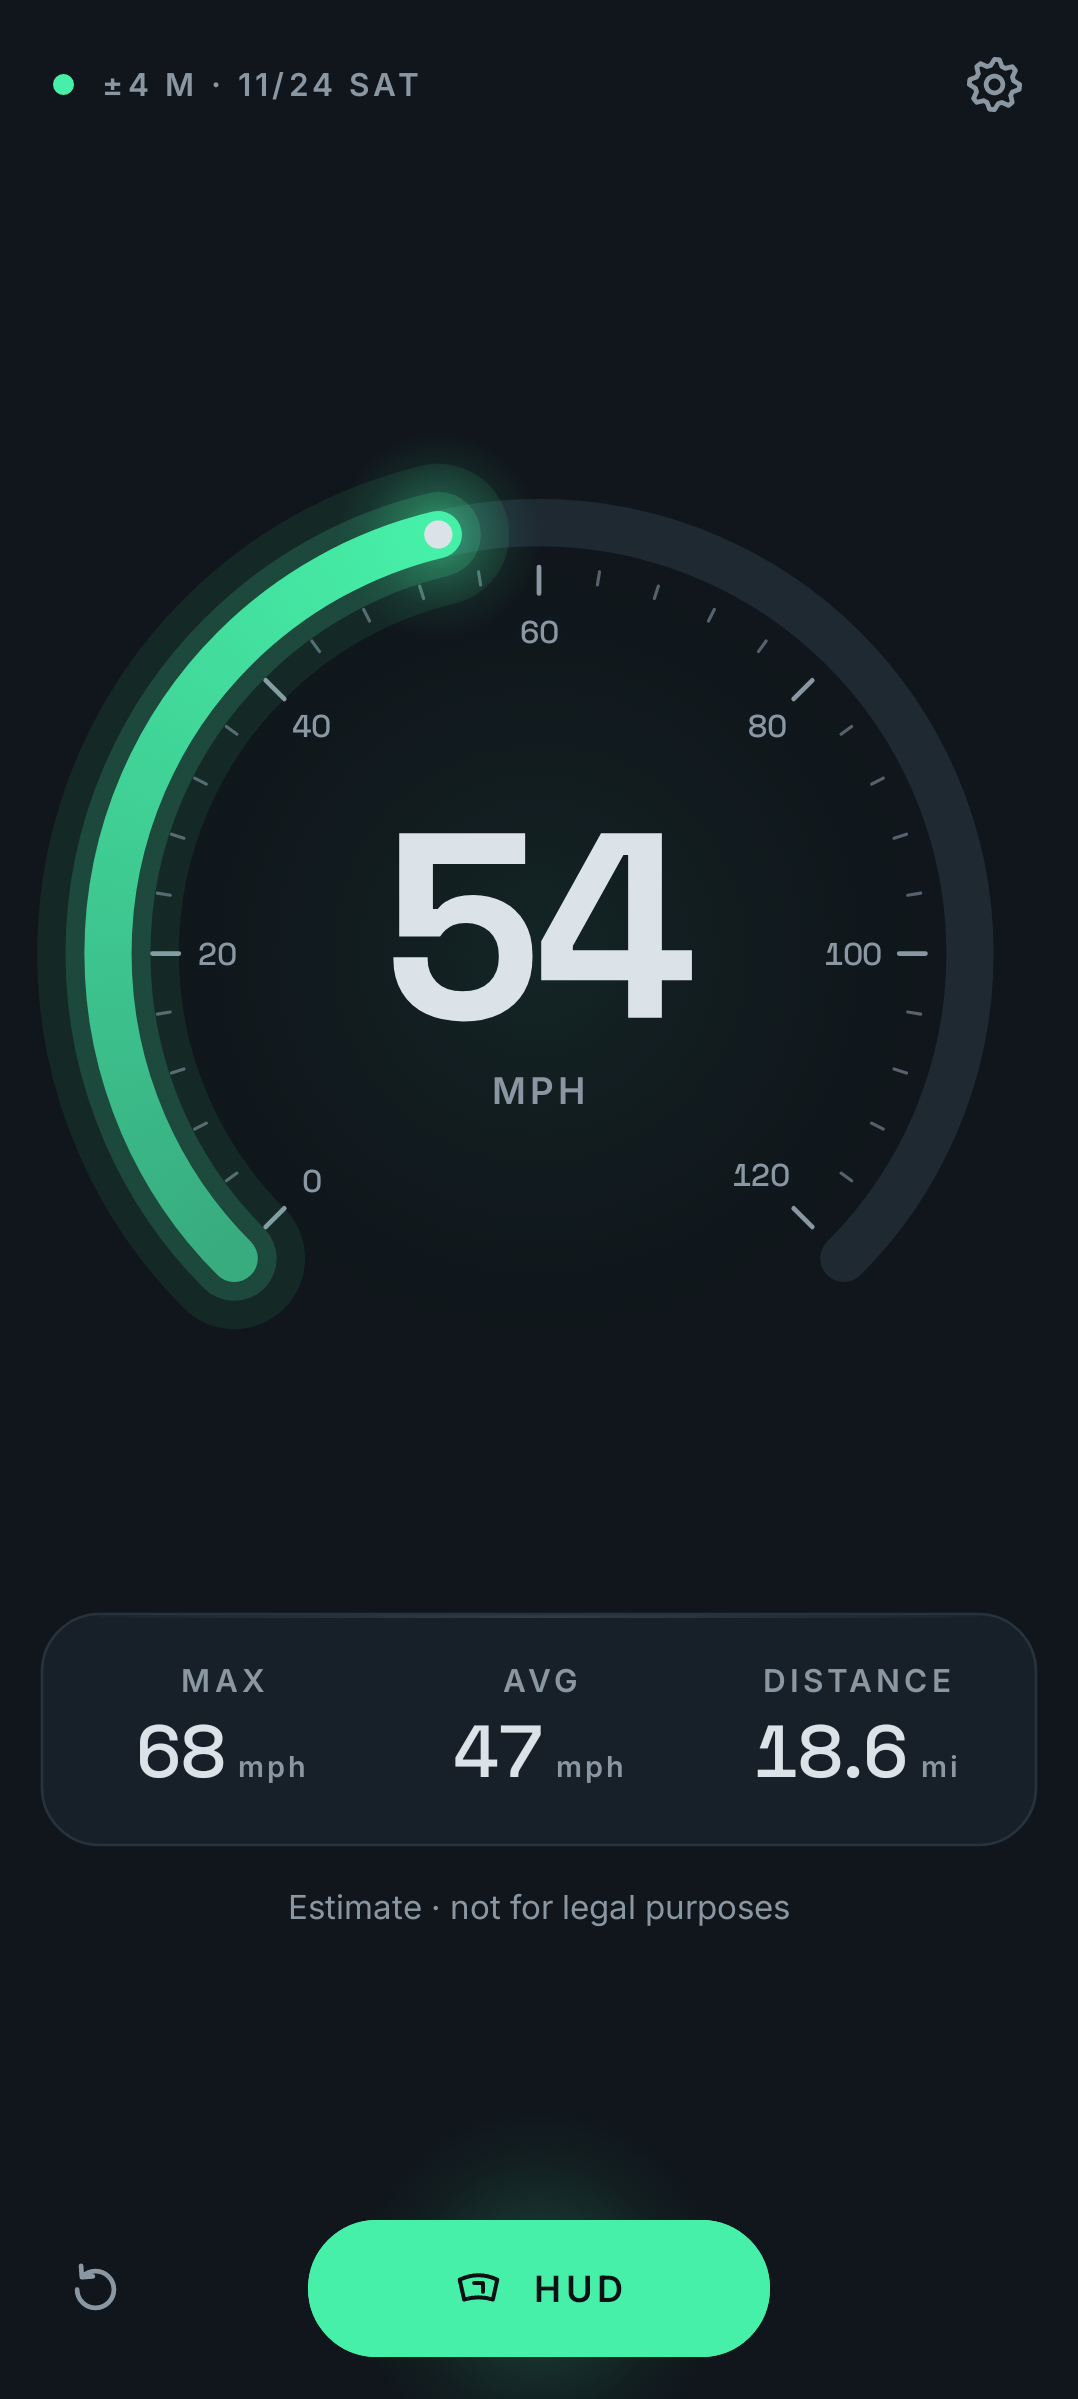 ±4 M · 11/24 SAT
60
40
80
54
20
100
MPH
0
120
MAX
68 mph
AVG
47 mph
DISTANCE
18.6 mi
Estimate · not for legal purposes
HUD